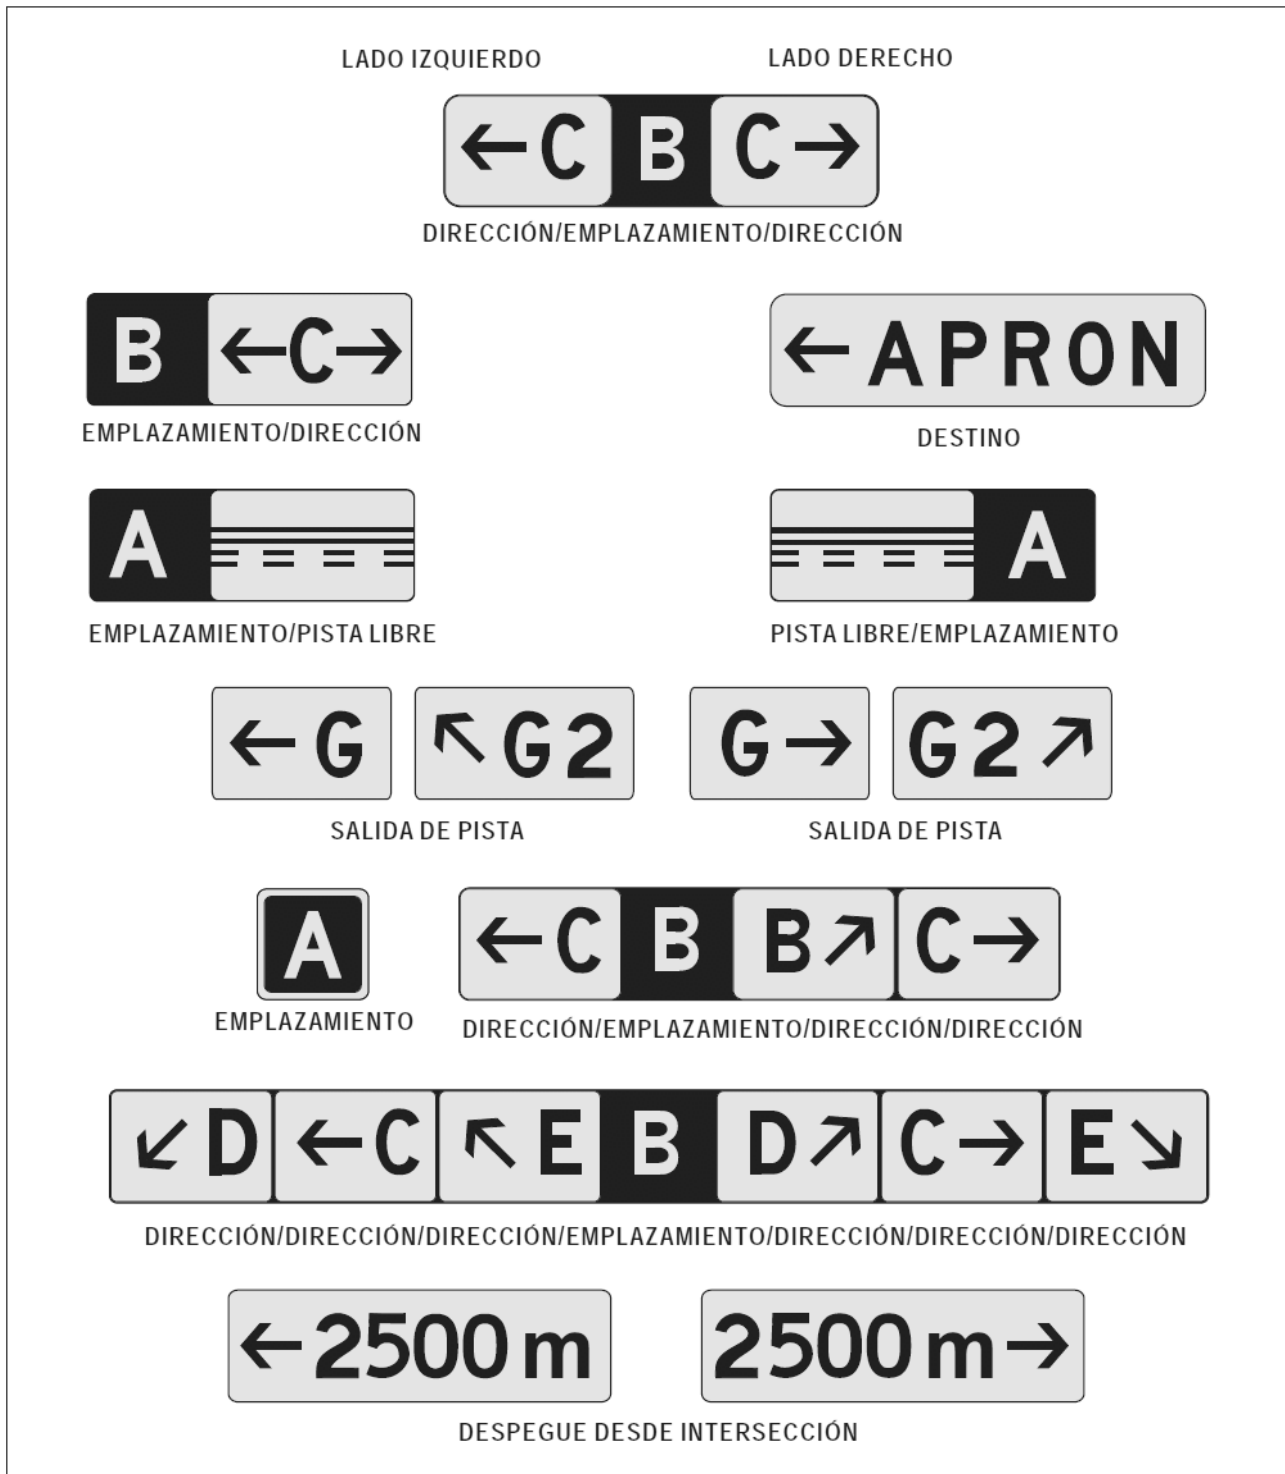 LADO IZQUIERDO LADO DERECHO
←C B C→
DIRECCIÓN/EMPLAZAMIENTO/DIRECCIÓN
B ←C→ ←APRON
EMPLAZAMIENTO/DIRECCIÓN DESTINO
A A
EMPLAZAMIENTO/PISTA LIBRE PISTA LIBRE/EMPLAZAMIENTO
←G ↖G2 G→ G2↗
SALIDA DE PISTA SALIDA DE PISTA
A ←C B B↗ C→
EMPLAZAMIENTO DIRECCIÓN/EMPLAZAMIENTO/DIRECCIÓN/DIRECCIÓN
↙D ←C ↖E B D↗ C→ E↘
DIRECCIÓN/DIRECCIÓN/DIRECCIÓN/EMPLAZAMIENTO/DIRECCIÓN/DIRECCIÓN/DIRECCIÓN
←2500 m 2500 m→
DESPEGUE DESDE INTERSECCIÓN